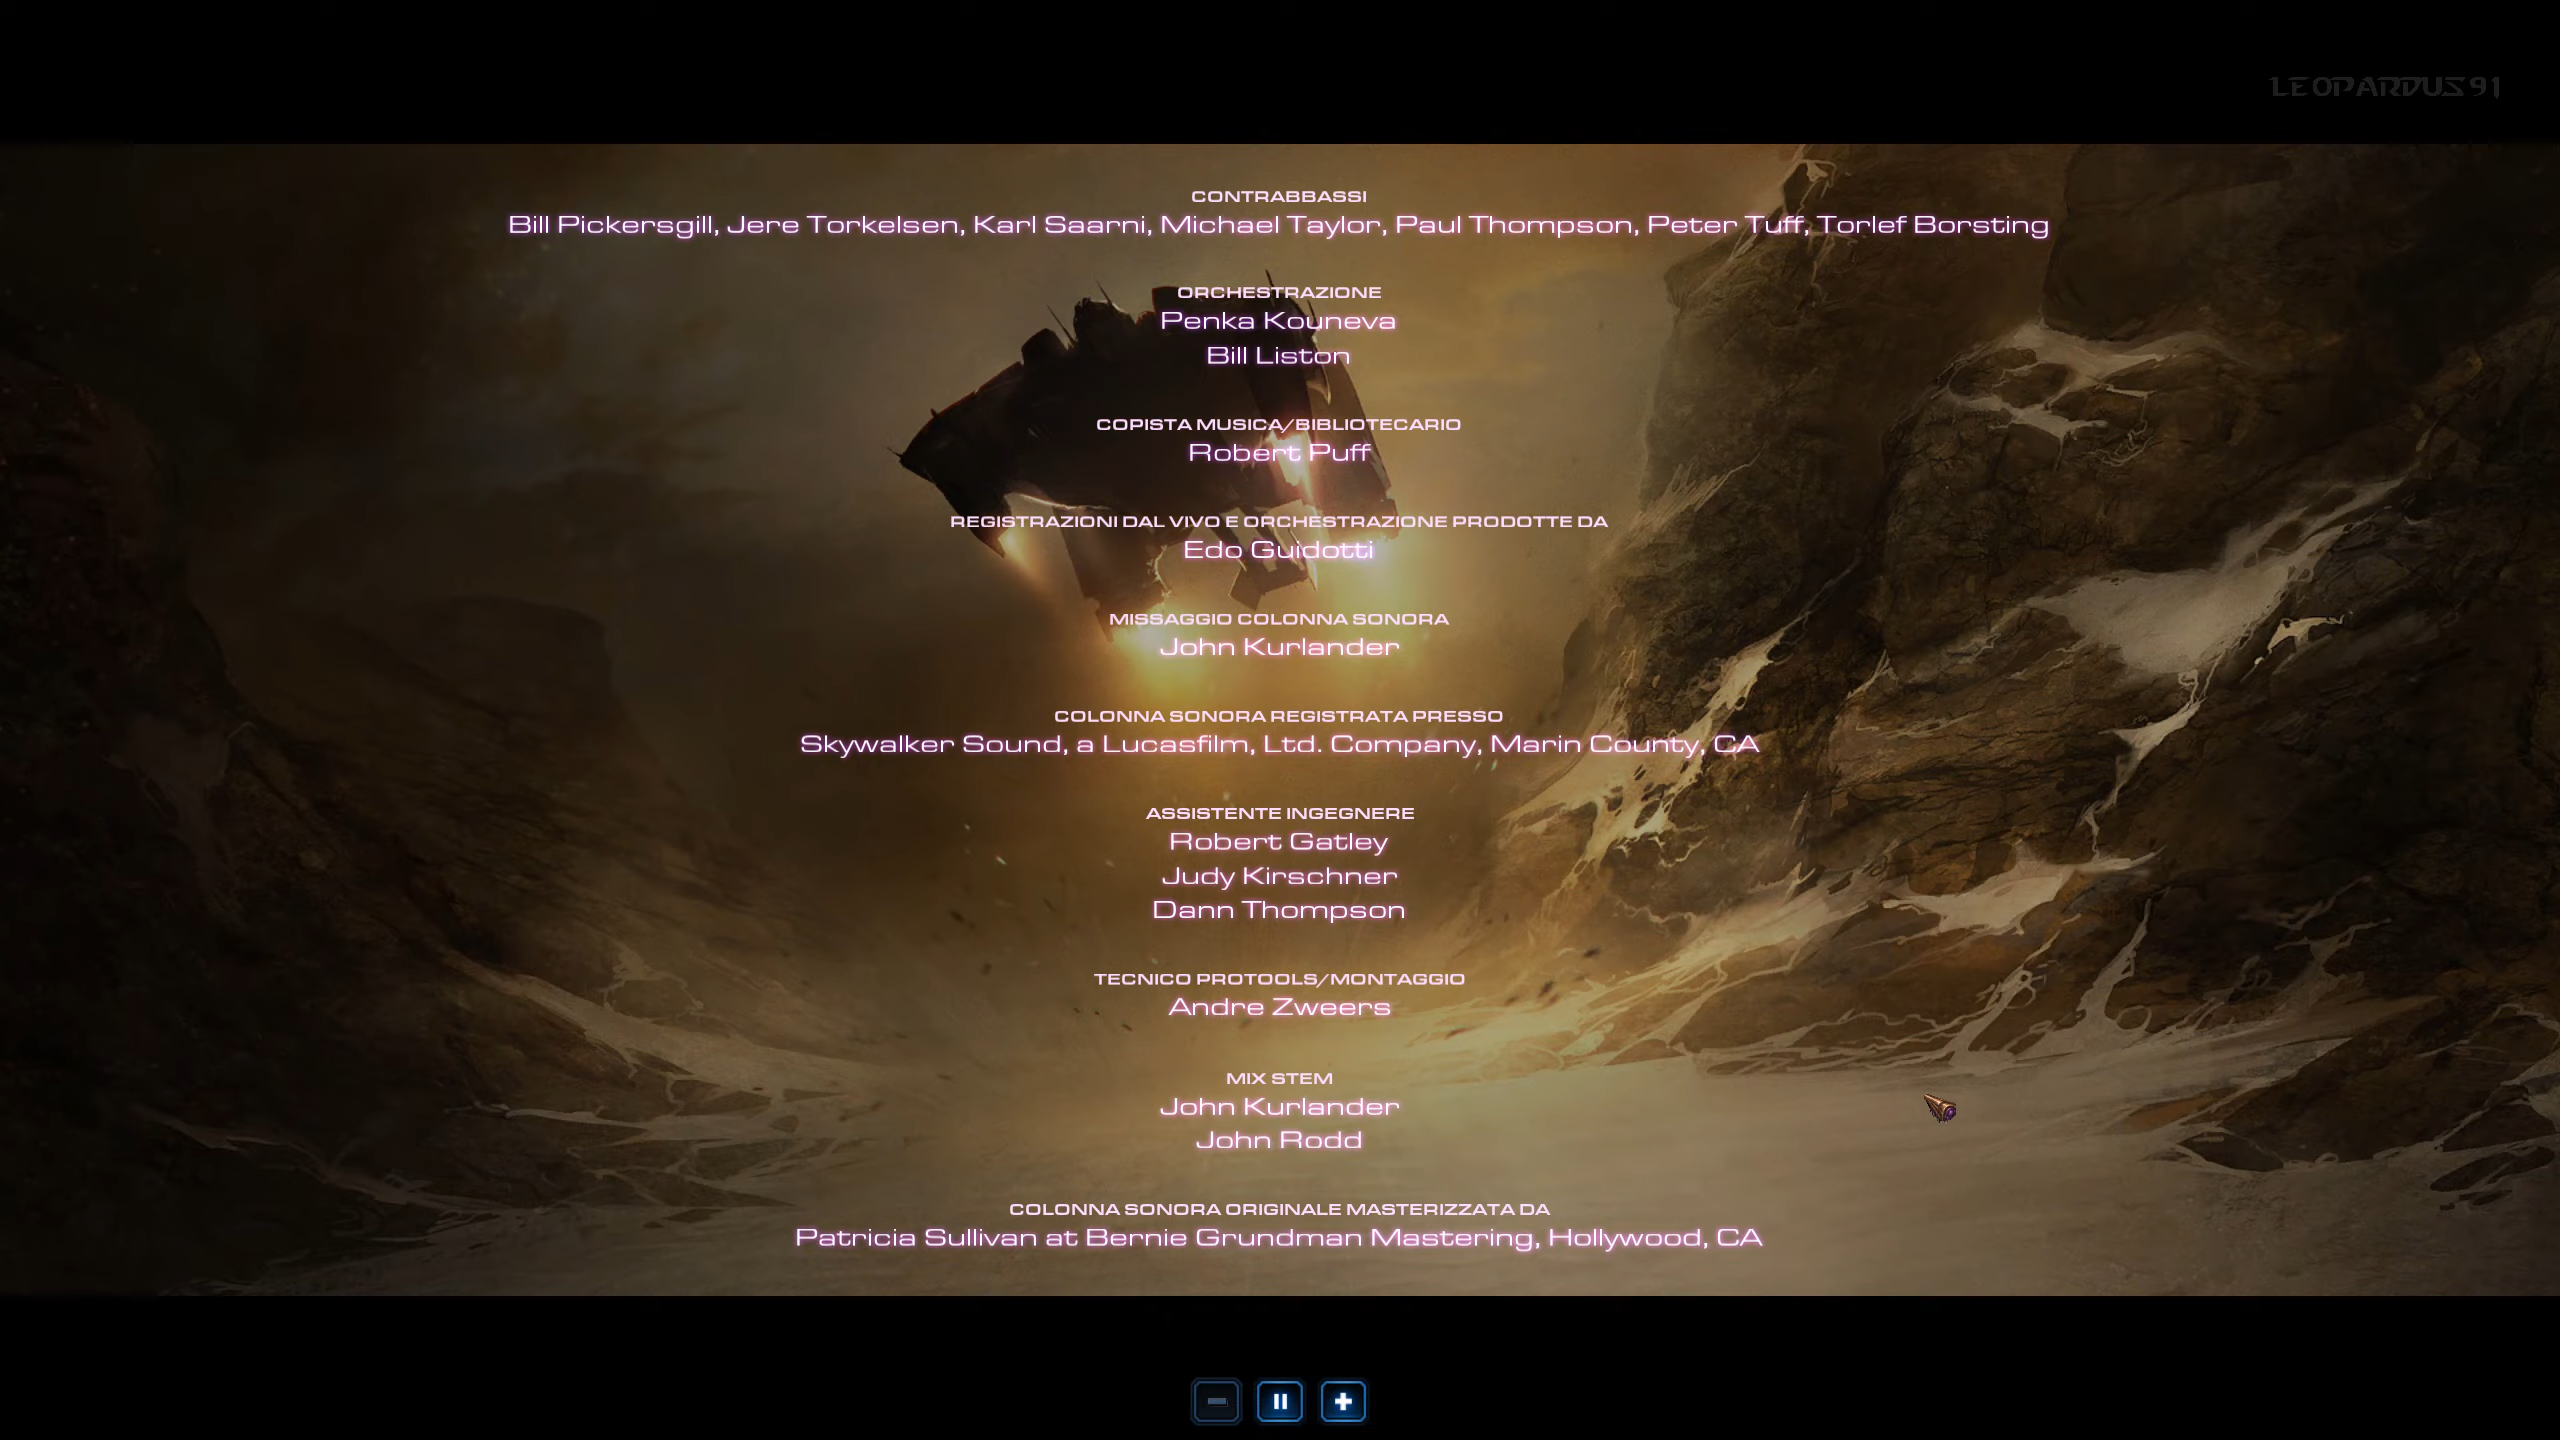 LEOPARDUS91
CONTRABBASSI
Bill Pickersgill, Jere Torkelsen, Karl Saarni, Michael Taylor, Paul Thompson, Peter Tuff, Torlef Borsting
ORCHESTRAZIONE
Penka Kouneva
Bill Liston
COPISTA MUSICA/BIBLIOTECARIO
Robert Puff
REGISTRAZIONI DAL VIVO E ORCHESTRAZIONE PRODOTTE DA
Edo Guidotti
MISSAGGIO COLONNA SONORA
John Kurlander
COLONNA SONORA REGISTRATA PRESSO
Skywalker Sound, a Lucasfilm, Ltd. Company, Marin County, CA
ASSISTENTE INGEGNERE
Robert Gatley
Judy Kirschner
Dann Thompson
TECNICO PROTOOLS/MONTAGGIO
Andre Zweers
MIX STEM
John Kurlander
John Rodd
COLONNA SONORA ORIGINALE MASTERIZZATA DA
Patricia Sullivan at Bernie Grundman Mastering, Hollywood, CA